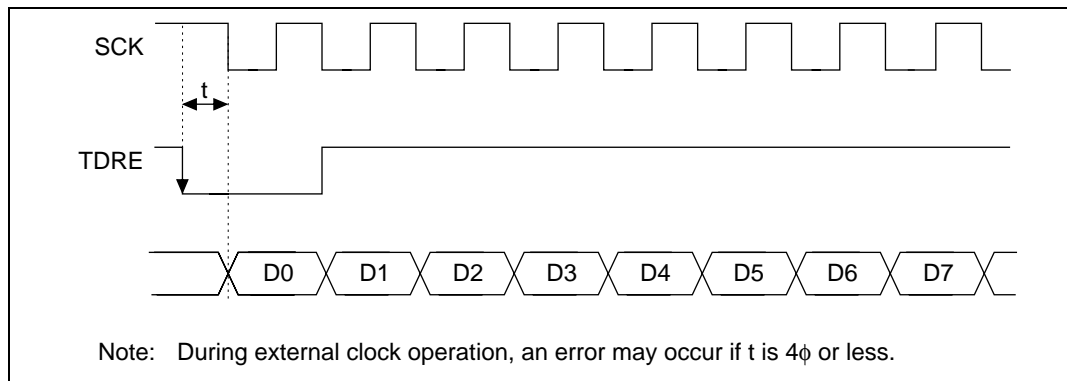 SCK
t
TDRE
D0 D1 D2 D3 D4 D5 D6 D7
Note: During external clock operation, an error may occur if t is 4ϕ or less.